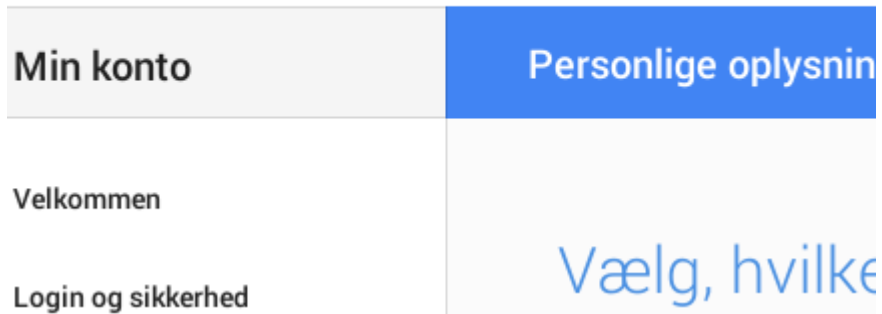 Min konto
Personlige oplysnin
Velkommen
Vælg, hvilke
Login og sikkerhed